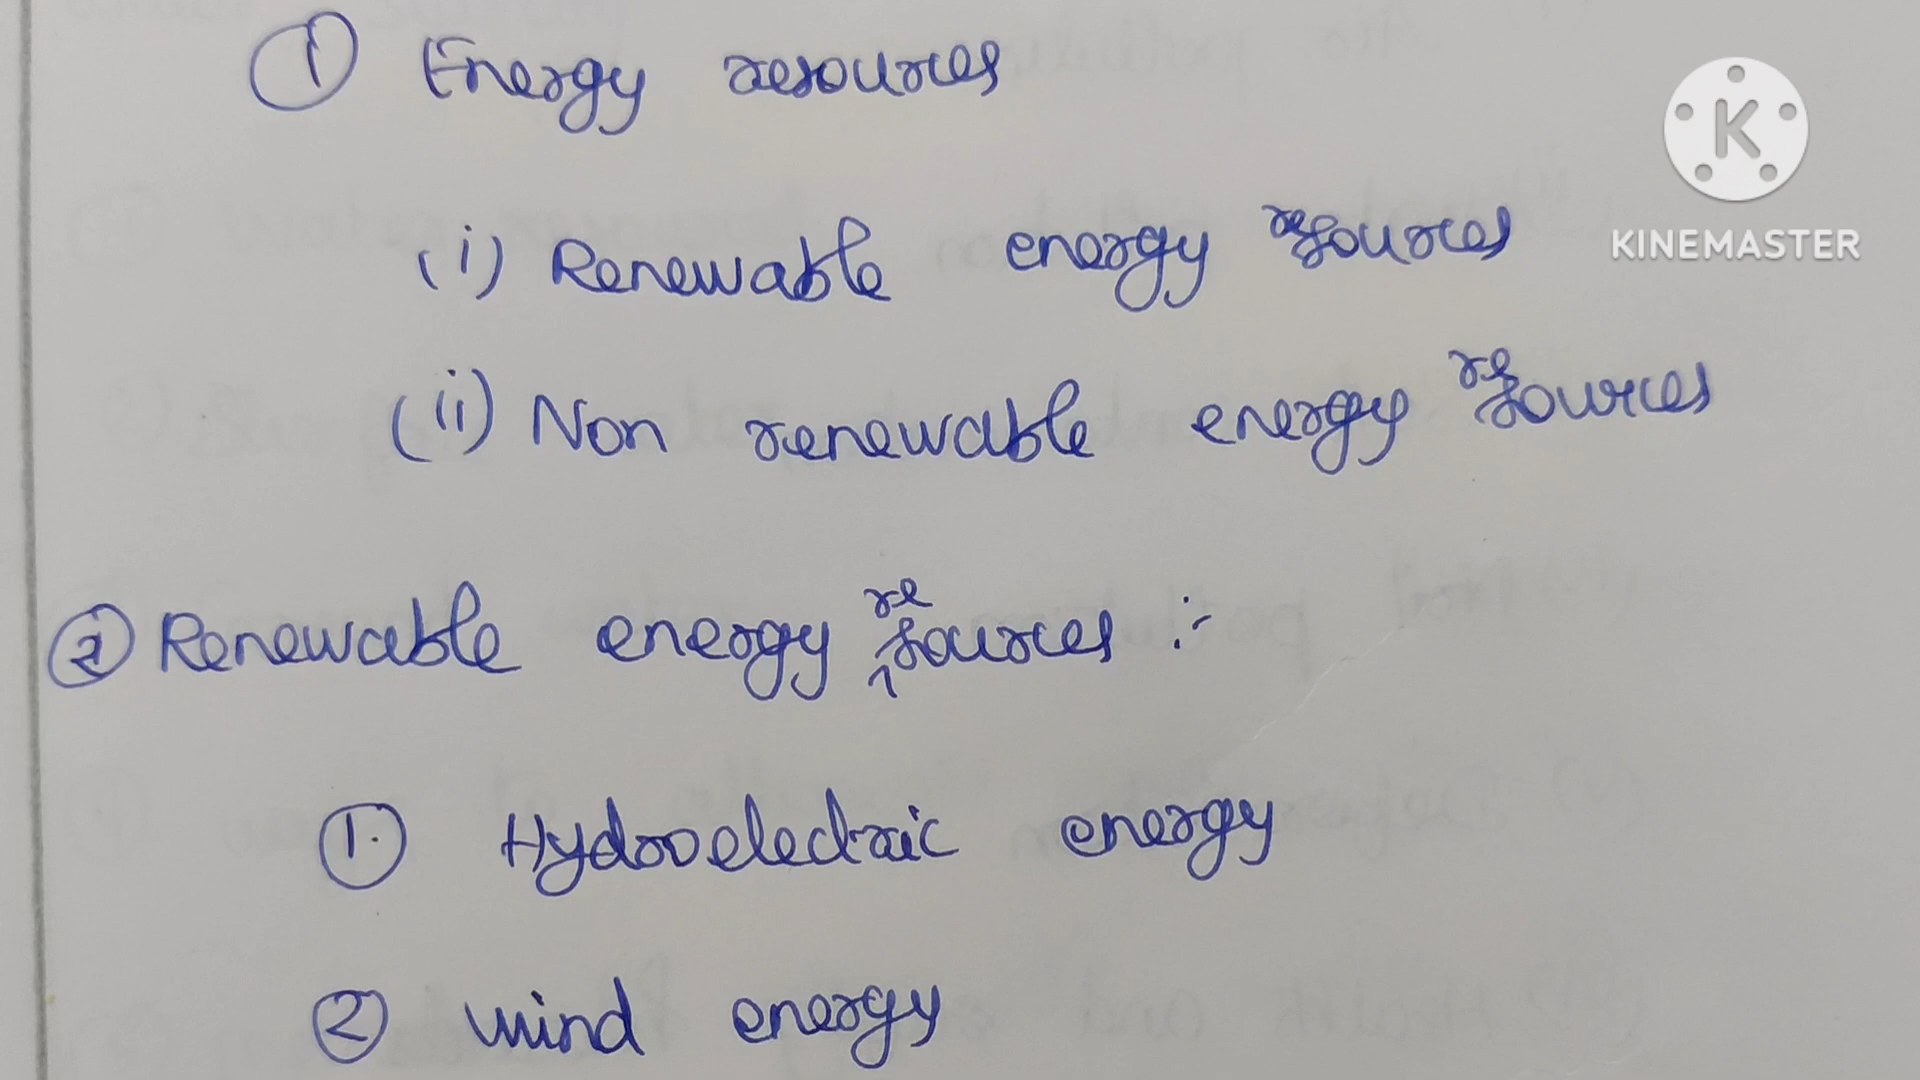 ① Energy resources
(i) Renewable energy resources
(ii) Non renewable energy resources
② Renewable energy resources :-
①. Hydroelectric energy
② wind energy
K
KINEMASTER